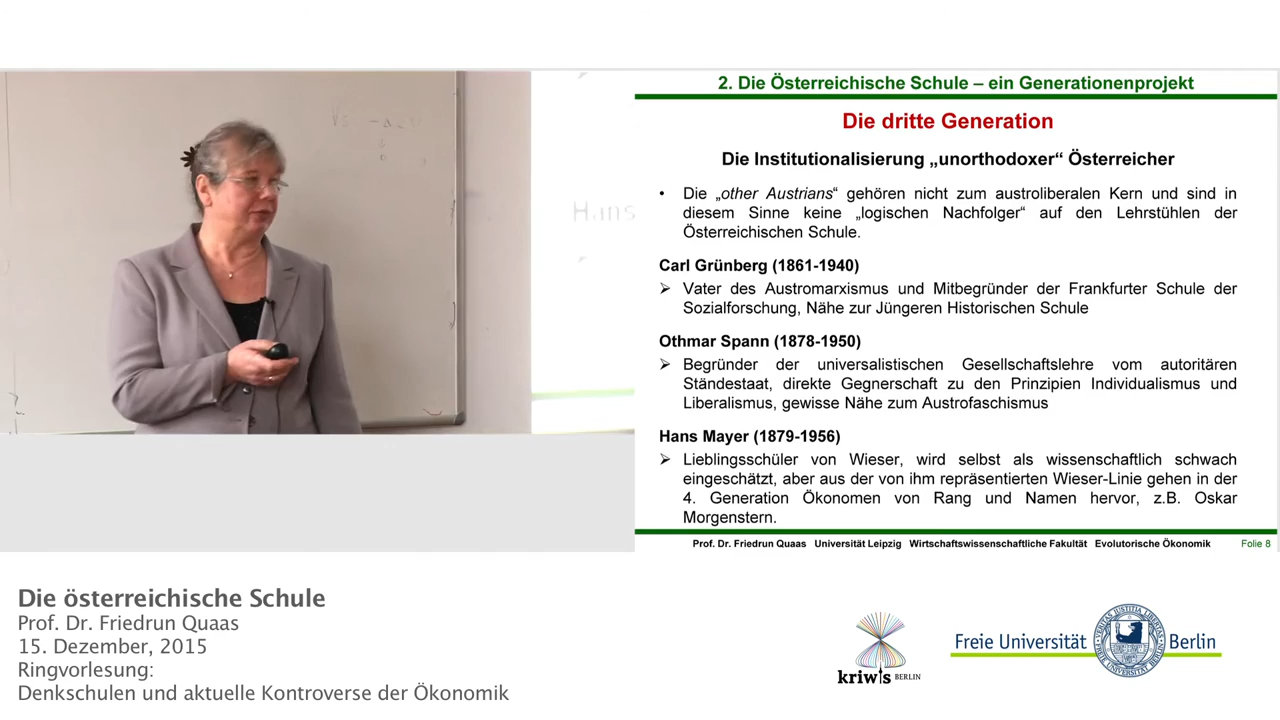 2. Die Österreichische Schule – ein Generationenprojekt
Die dritte Generation
Die Institutionalisierung „unorthodoxer“ Österreicher
• Die „other Austrians“ gehören nicht zum austroliberalen Kern und sind in
diesem Sinne keine „logischen Nachfolger“ auf den Lehrstühlen der
Österreichischen Schule.
Carl Grünberg (1861-1940)
➢ Vater des Austromarxismus und Mitbegründer der Frankfurter Schule der
Sozialforschung, Nähe zur Jüngeren Historischen Schule
Othmar Spann (1878-1950)
➢ Begründer der universalistischen Gesellschaftslehre vom autoritären
Ständestaat, direkte Gegnerschaft zu den Prinzipien Individualismus und
Liberalismus, gewisse Nähe zum Austrofaschismus
Hans Mayer (1879-1956)
➢ Lieblingsschüler von Wieser, wird selbst als wissenschaftlich schwach
eingeschätzt, aber aus der von ihm repräsentierten Wieser-Linie gehen in der
4. Generation Ökonomen von Rang und Namen hervor, z.B. Oskar
Morgenstern.
Prof. Dr. Friedrun Quaas Universität Leipzig Wirtschaftswissenschaftliche Fakultät Evolutorische Ökonomik Folie 8
Hans
Die österreichische Schule
Prof. Dr. Friedrun Quaas
15. Dezember, 2015
Ringvorlesung:
Denkschulen und aktuelle Kontroverse der Ökonomik
kriwis BERLIN
Freie Universität Berlin